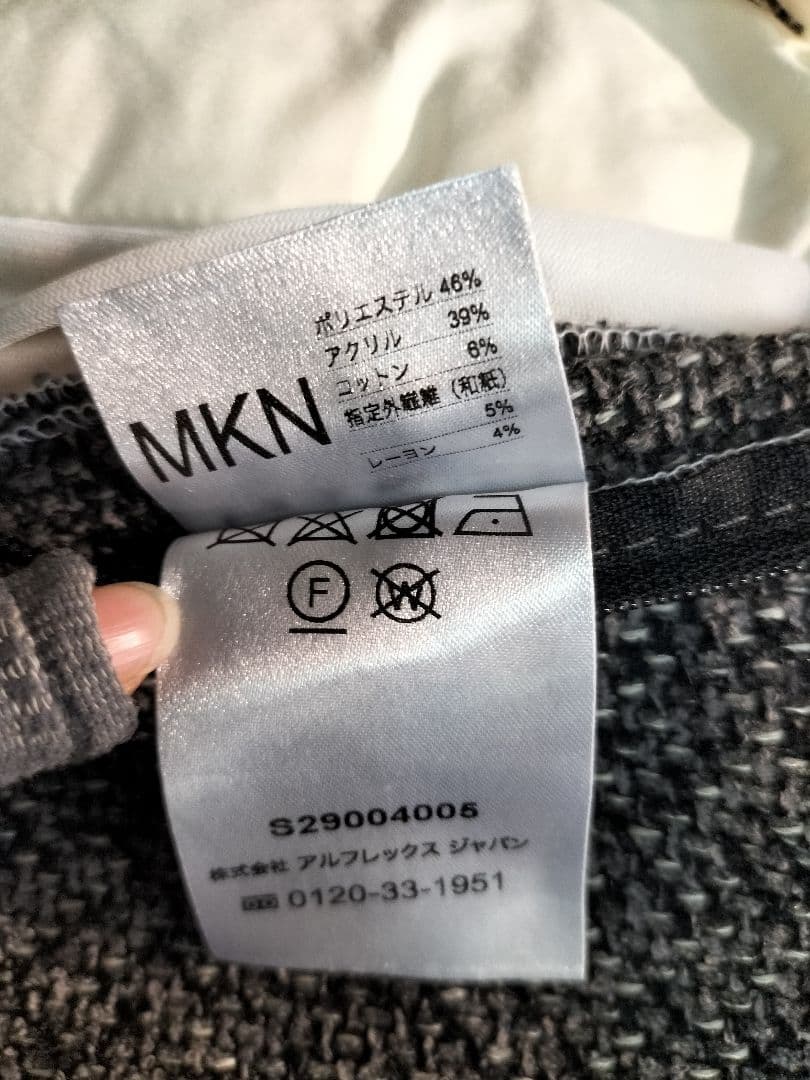 ポリエステル 46%
アクリル 39%
コットン 6%
指定外繊維（和紙）
5%
レーヨン 4%
MKN
F W
S29004005
株式会社 アルフレックス ジャパン
0120-33-1951